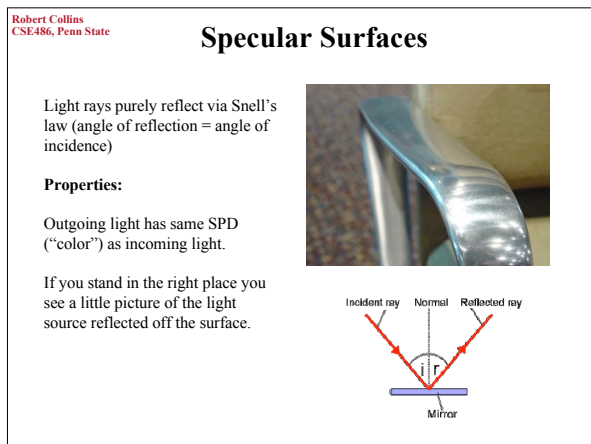 Robert Collins
CSE486, Penn State
Specular Surfaces
Light rays purely reflect via Snell's
law (angle of reflection = angle of
incidence)
Properties:
Outgoing light has same SPD
(“color”) as incoming light.
If you stand in the right place you
see a little picture of the light
source reflected off the surface.
Incident ray Normal Reflected ray
i r
Mirror